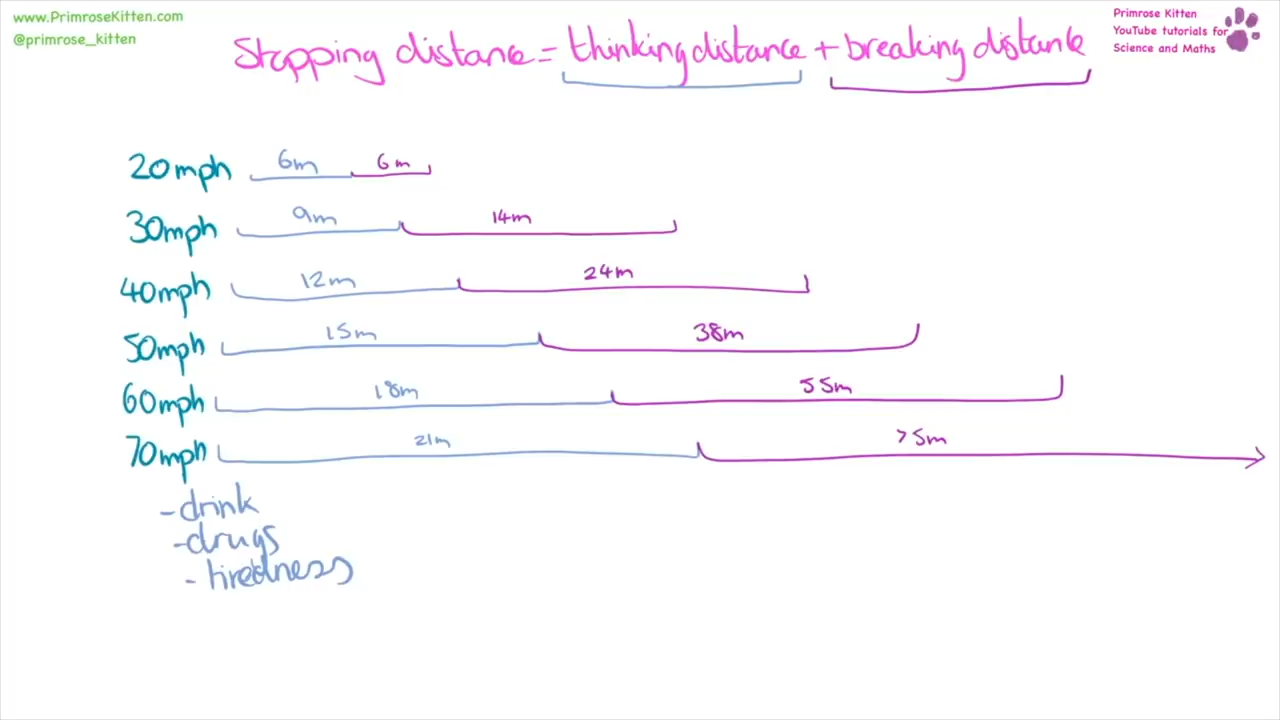 www.PrimroseKitten.com
@primrose_kitten
Primrose Kitten
YouTube tutorials for
Science and Maths
Stopping distance = thinking distance + breaking distance
20mph 6m 6m
30mph 9m 14m
40mph 12m 24m
50mph 15m 38m
60mph 18m 55m
70mph 21m 75m
- drink
- drugs
- tiredness